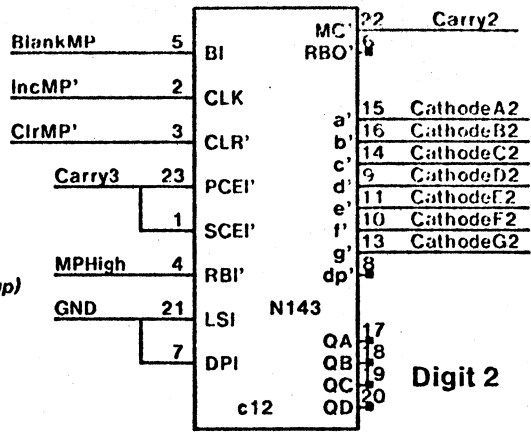 MC' 22 Carry2
BlankMP 5 BI RBO' 6
IncMP' 2 CLK
a' 15 CathodeA2
ClrMP' 3 CLR' b' 16 CathodeB2
c' 14 CathodeC2
Carry3 23 PCEI' d' 9 CathodeD2
e' 11 CathodeE2
1 SCEI' f' 10 CathodeF2
g' 13 CathodeG2
MPHigh 4 RBI' dp' 8
up)
GND 21 LSI N143
QA 17
7 DPI QB 18
QC 19 Digit 2
c12 QD 20